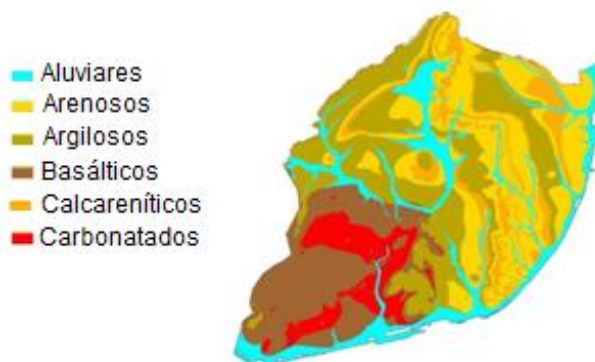 Aluviares
Arenosos
Argilosos
Basálticos
Calcareníticos
Carbonatados